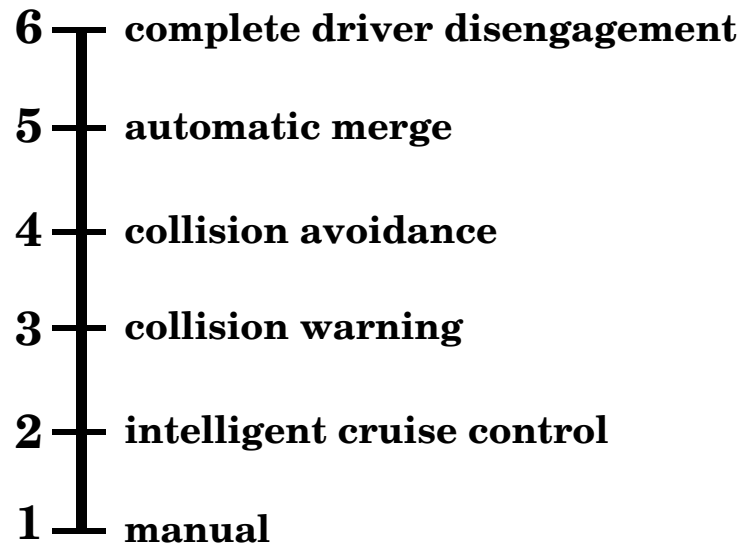 6 complete driver disengagement
5 automatic merge
4 collision avoidance
3 collision warning
2 intelligent cruise control
1 manual